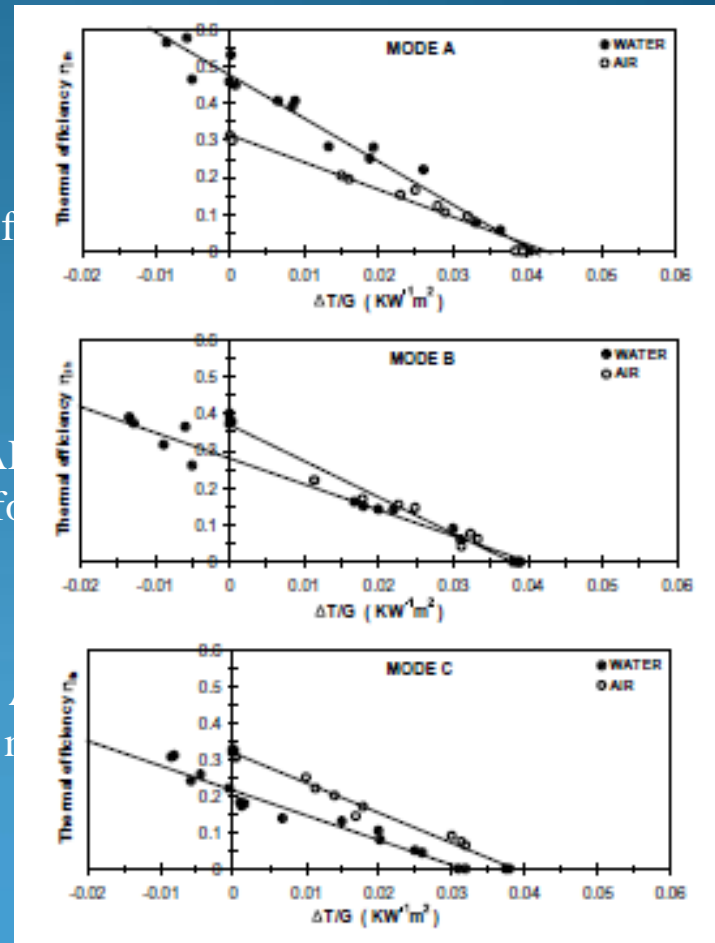 MODE A
WATER
AIR
Thermal efficiency η
0.6
0.5
0.4
0.3
0.2
0.1
0
-0.02 -0.01 0 0.01 0.02 0.03 0.04 0.05 0.06
ΔT/G ( KW⁻¹m² )
f
MODE B
WATER
AIR
Thermal efficiency η
0.6
0.5
0.4
0.3
0.2
0.1
0
-0.02 -0.01 0 0.01 0.02 0.03 0.04 0.05 0.06
ΔT/G ( KW⁻¹m² )
fo
MODE C
WATER
AIR
Thermal efficiency η
0.6
0.5
0.4
0.3
0.2
0.1
0
-0.02 -0.01 0 0.01 0.02 0.03 0.04 0.05 0.06
ΔT/G ( KW⁻¹m² )